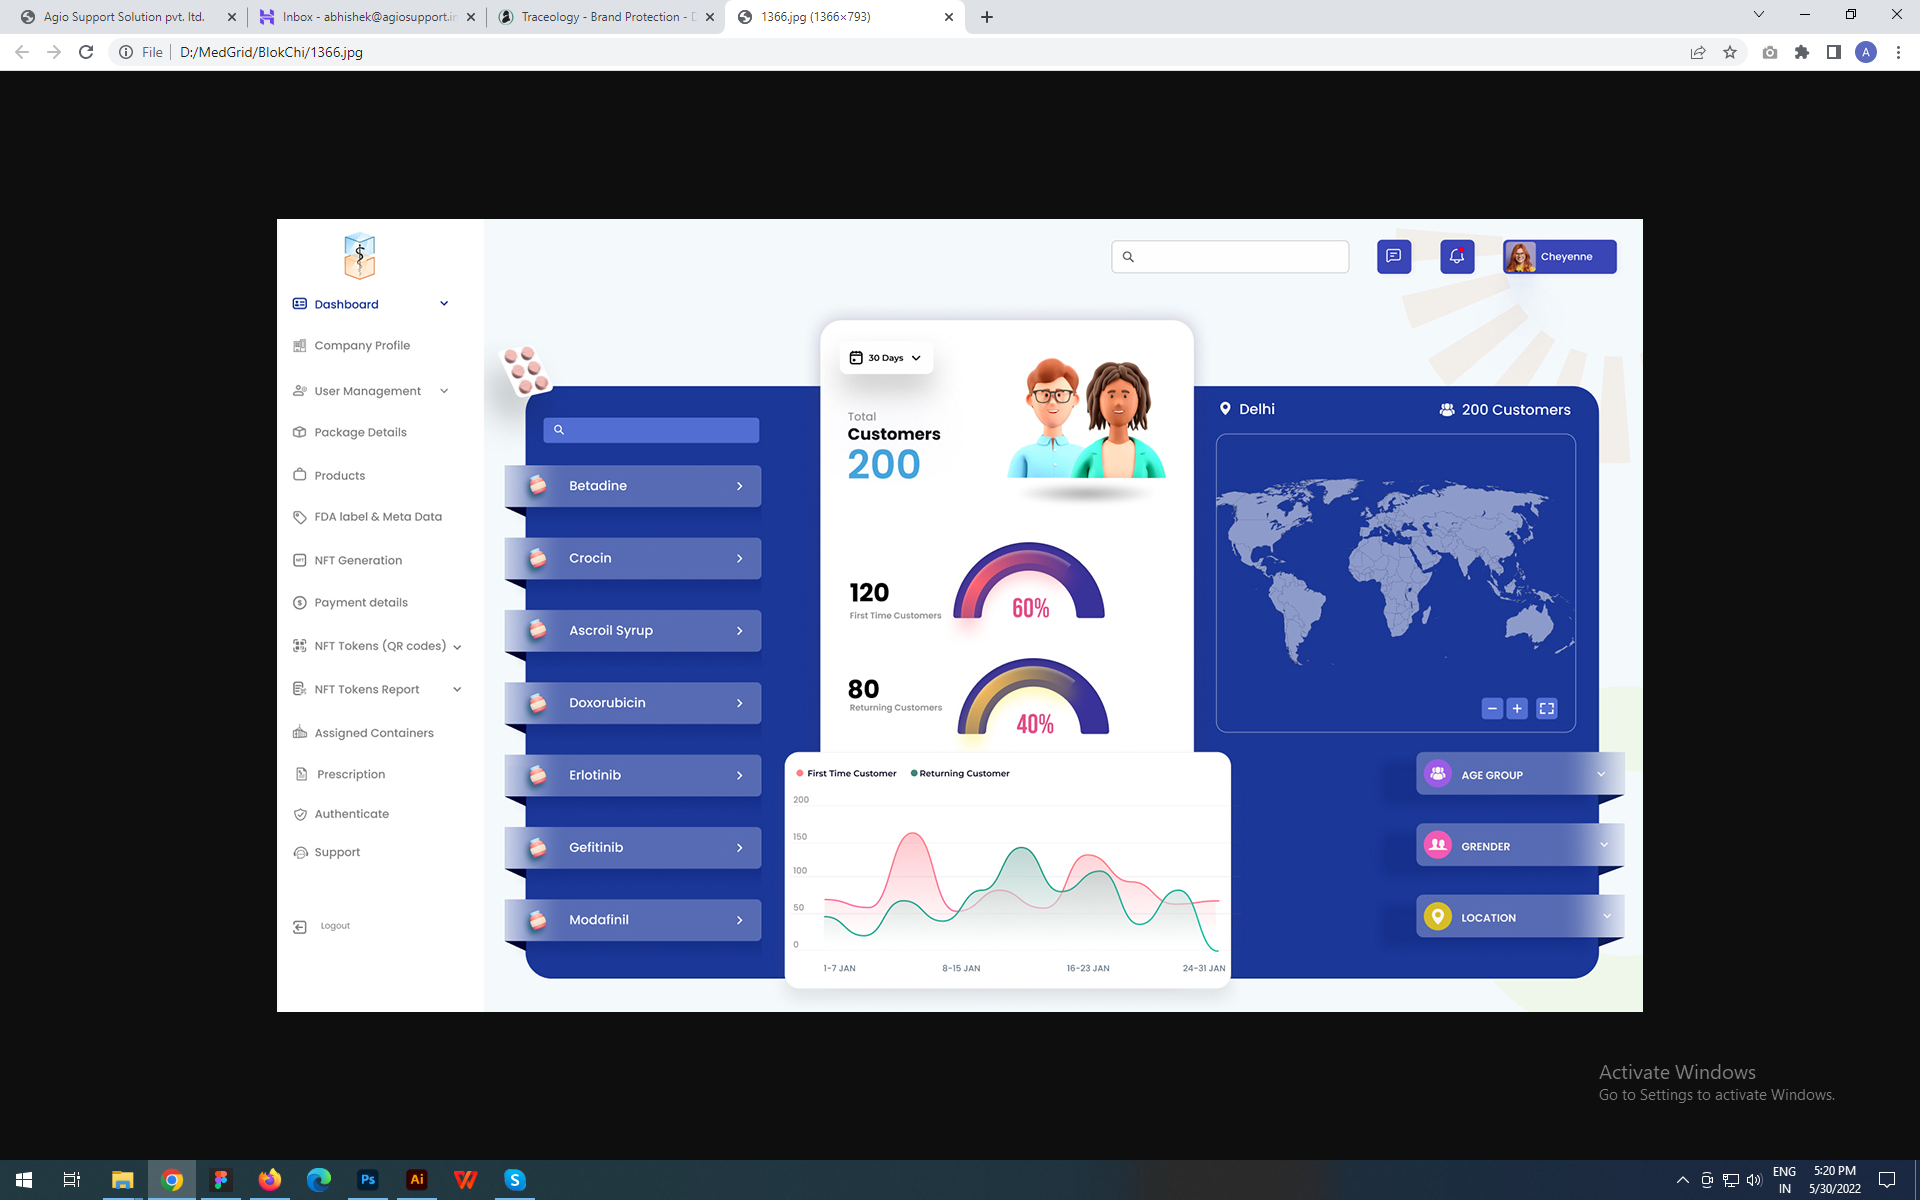 Agio Support Solution pvt. ltd.
Inbox - abhishek@agiosupport.in
Traceology - Brand Protection - D
1366.jpg (1366×793)
File
D:/MedGrid/BlokChi/1366.jpg
A
Cheyenne
Dashboard
Company Profile
User Management
Package Details
Products
FDA label & Meta Data
NFT Generation
Payment details
NFT Tokens (QR codes)
NFT Tokens Report
Assigned Containers
Prescription
Authenticate
Support
Logout
Betadine
Crocin
Ascroil Syrup
Doxorubicin
Erlotinib
Gefitinib
Modafinil
30 Days
Total
Customers
200
120
First Time Customers
60%
80
Returning Customers
40%
First Time Customer
Returning Customer
200
150
100
50
0
1-7 JAN
8-15 JAN
16-23 JAN
24-31 JAN
Delhi
200 Customers
AGE GROUP
GRENDER
LOCATION
Activate Windows
Go to Settings to activate Windows.
Ps
Ai
S
ENG
IN
5:20 PM
5/30/2022